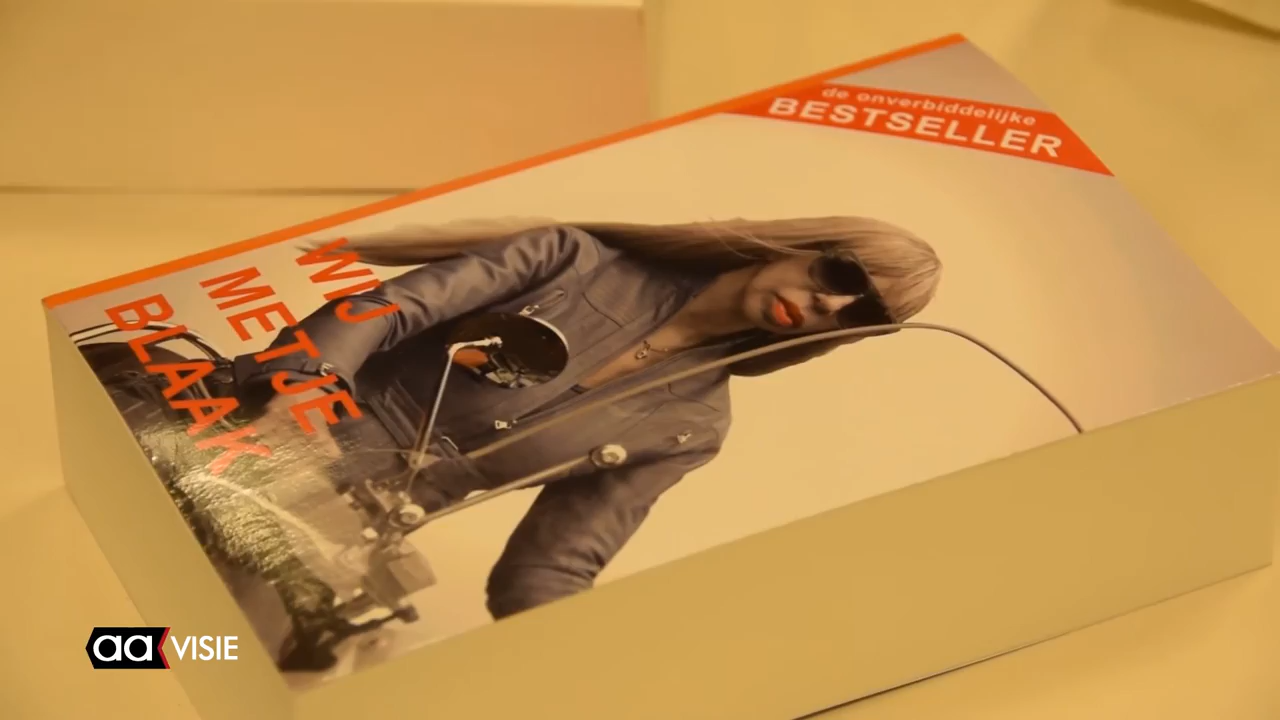 de onverbiddelijke
BESTSELLER
WIJ
METJE
BLAAK
aa VISIE